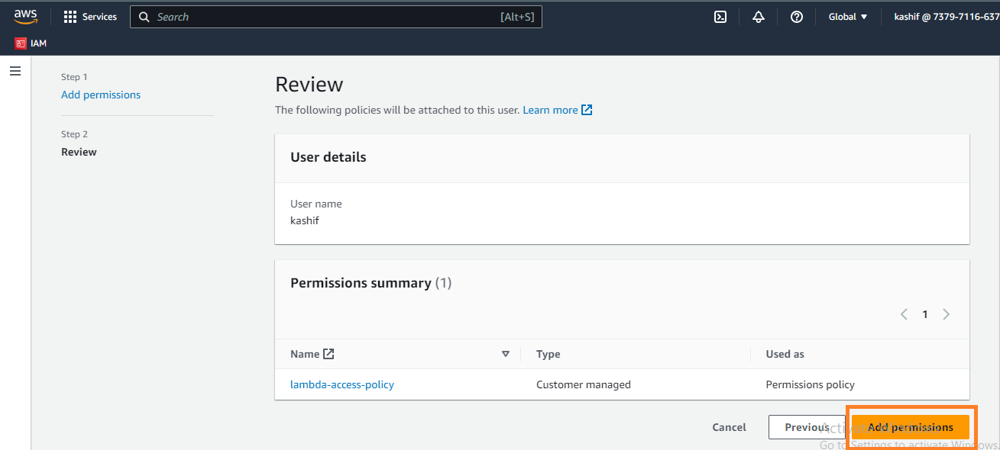 aws
Services
Search
[Alt+S]
Global
kashif @ 7379-7116-637
IAM
Step 1
Add permissions
Step 2
Review
Review
The following policies will be attached to this user. Learn more
User details
User name
kashif
Permissions summary (1)
1
Name
Type
Used as
lambda-access-policy
Customer managed
Permissions policy
Cancel
Previous
Add permissions
Activate Windows
Go to Settings to activate Windows.